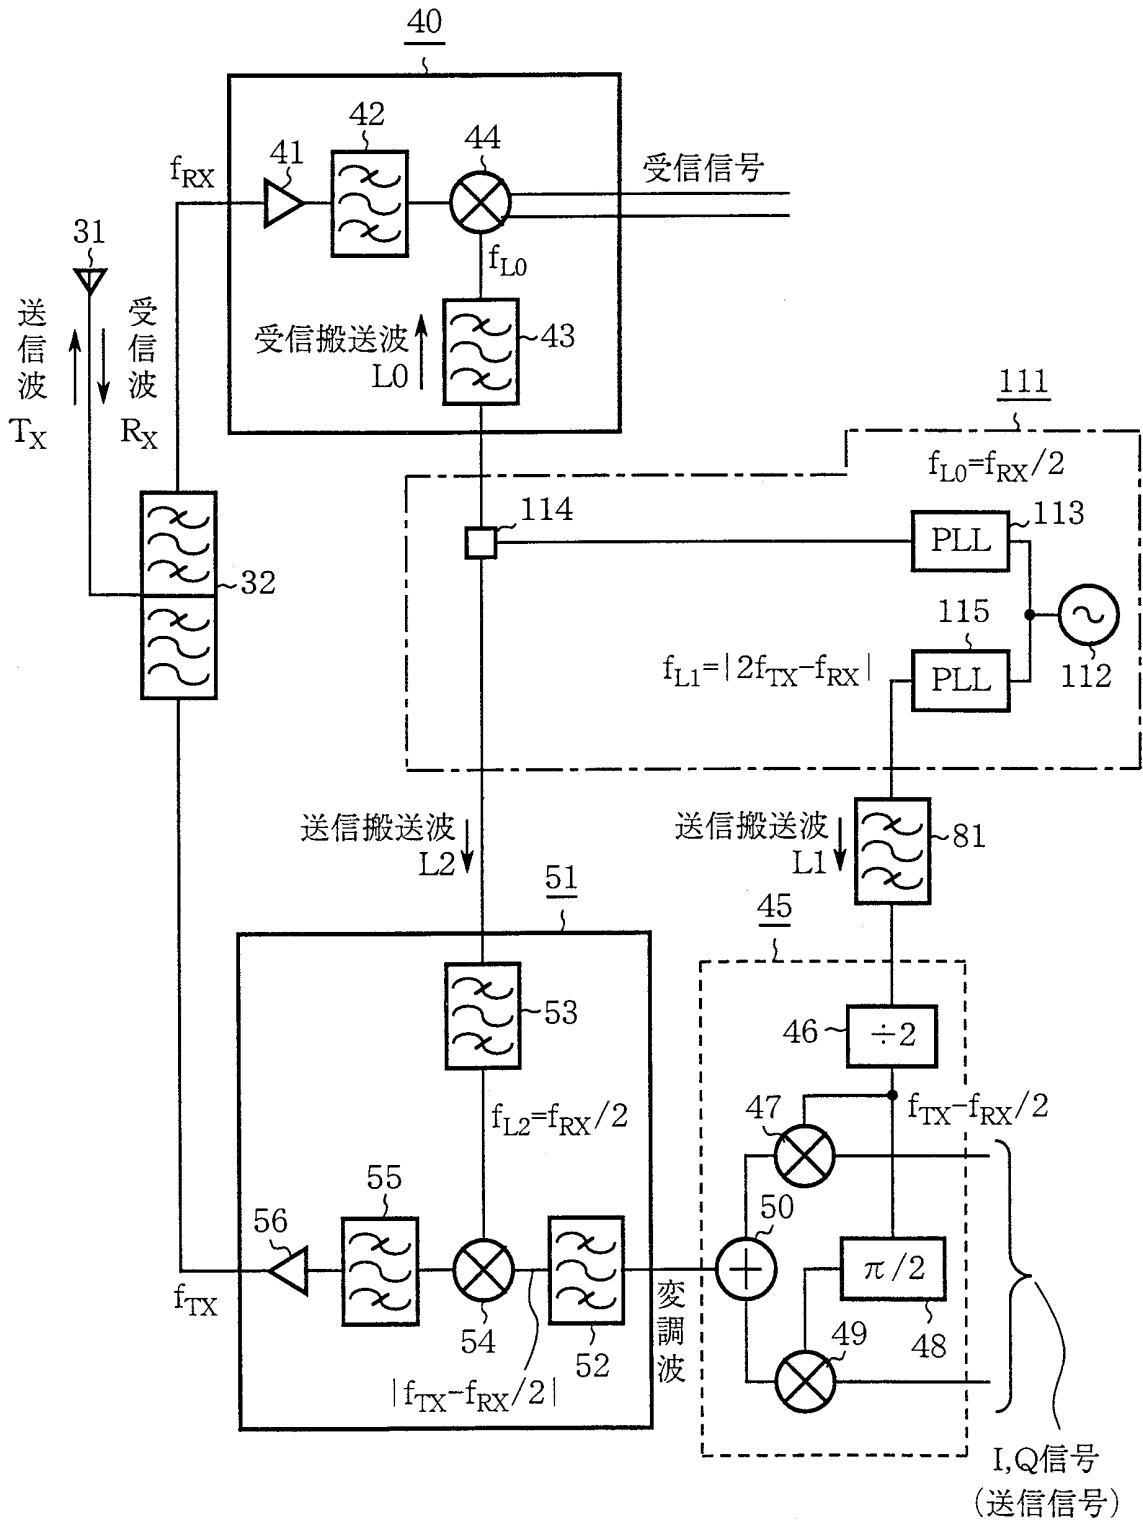 40
42
44
41
f_RX
受信信号
31
f_L0
送信波 T_X
受信波 R_X
受信搬送波
L0
43
111
f_L0=f_RX/2
114
PLL
113
32
115
f_L1=|2f_TX−f_RX|
PLL
112
送信搬送波
L2
送信搬送波
L1
81
51
45
53
46
÷2
f_L2=f_RX/2
47
f_TX−f_RX/2
55
50
56
π/2
f_TX
54
52
変調波
49
48
|f_TX−f_RX/2|
I,Q信号
(送信信号)